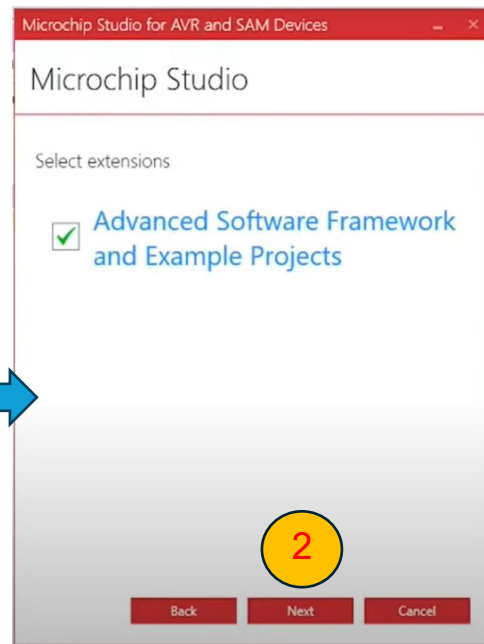 Microchip Studio for AVR and SAM Devices
Microchip Studio
Select extensions
Advanced Software Framework
and Example Projects
2
Back Next Cancel